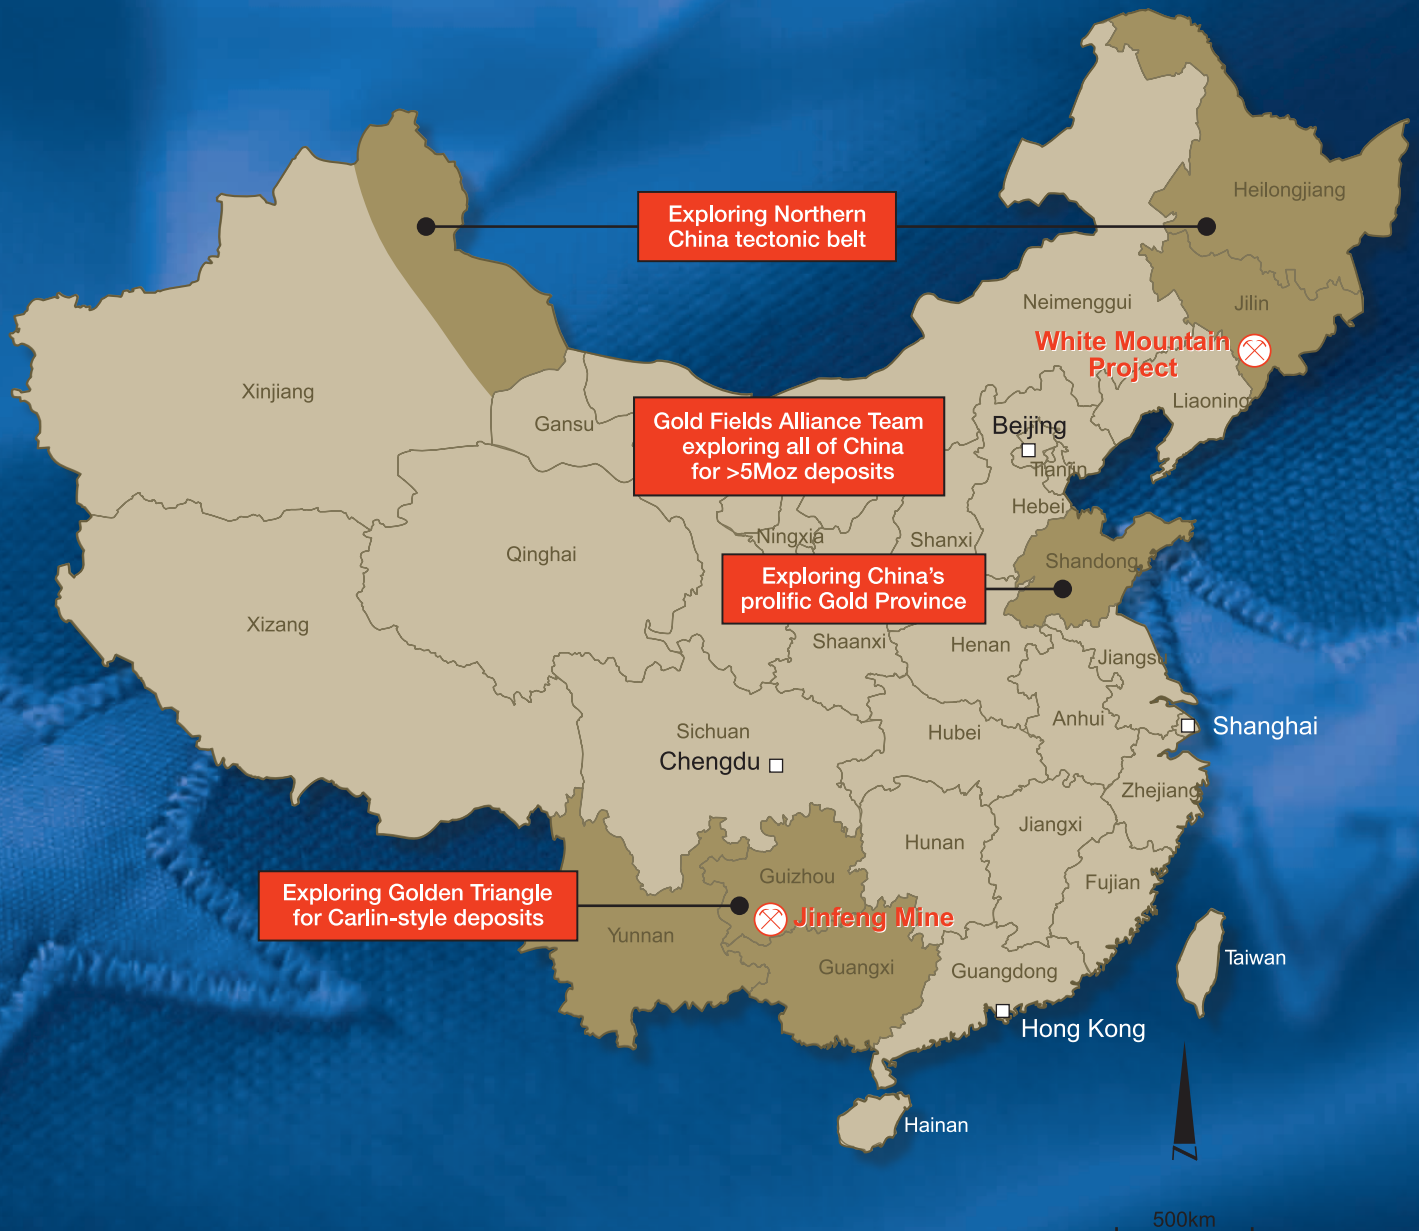 Heilongjiang
Exploring Northern
China tectonic belt
Neimenggui
Jilin
White Mountain
Project
Xinjiang
Gansu
Liaoning
Gold Fields Alliance Team
exploring all of China
for >5Moz deposits
Beijing
Tianjin
Hebei
Ningxia
Shanxi
Qinghai
Shandong
Exploring China's
prolific Gold Province
Xizang
Shaanxi
Henan
Jiangsu
Sichuan
Chengdu
Hubei
Anhui
Shanghai
Zhejiang
Hunan
Jiangxi
Guizhou
Fujian
Exploring Golden Triangle
for Carlin-style deposits
Jinfeng Mine
Yunnan
Guangxi
Guangdong
Taiwan
Hong Kong
Hainan
N
500km